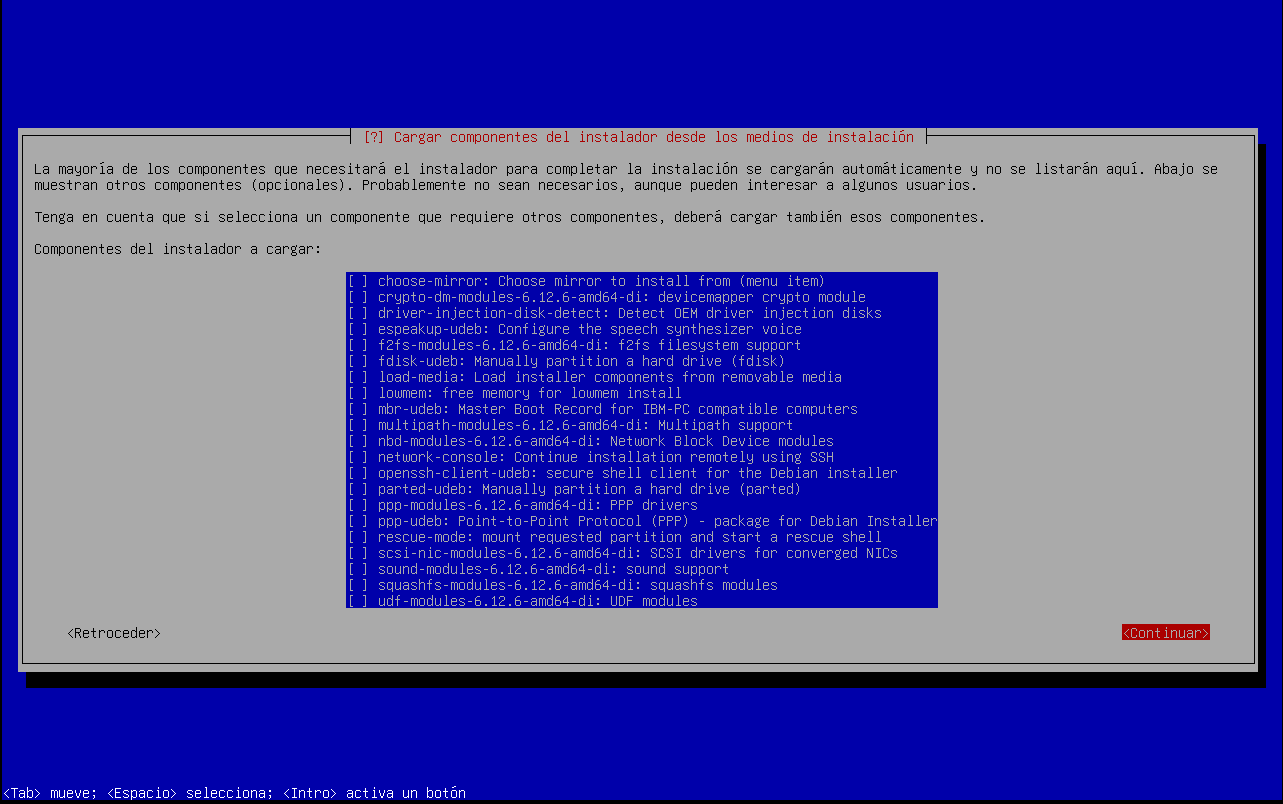 [?] Cargar componentes del instalador desde los medios de instalación
La mayoría de los componentes que necesitará el instalador para completar la instalación se cargarán automáticamente y no se listarán aquí. Abajo se
muestran otros componentes (opcionales). Probablemente no sean necesarios, aunque pueden interesar a algunos usuarios.
Tenga en cuenta que si selecciona un componente que requiere otros componentes, deberá cargar también esos componentes.
Componentes del instalador a cargar:
[ ] choose-mirror: Choose mirror to install from (menu item)
[ ] crypto-dm-modules-6.12.6-amd64-di: devicemapper crypto module
[ ] driver-injection-disk-detect: Detect OEM driver injection disks
[ ] espeakup-udeb: Configure the speech synthesizer voice
[ ] f2fs-modules-6.12.6-amd64-di: f2fs filesystem support
[ ] fdisk-udeb: Manually partition a hard drive (fdisk)
[ ] load-media: Load installer components from removable media
[ ] lowmem: free memory for lowmem install
[ ] mbr-udeb: Master Boot Record for IBM-PC compatible computers
[ ] multipath-modules-6.12.6-amd64-di: Multipath support
[ ] nbd-modules-6.12.6-amd64-di: Network Block Device modules
[ ] network-console: Continue installation remotely using SSH
[ ] openssh-client-udeb: secure shell client for the Debian installer
[ ] parted-udeb: Manually partition a hard drive (parted)
[ ] ppp-modules-6.12.6-amd64-di: PPP drivers
[ ] ppp-udeb: Point-to-Point Protocol (PPP) - package for Debian Installer
[ ] rescue-mode: mount requested partition and start a rescue shell
[ ] scsi-nic-modules-6.12.6-amd64-di: SCSI drivers for converged NICs
[ ] sound-modules-6.12.6-amd64-di: sound support
[ ] squashfs-modules-6.12.6-amd64-di: squashfs modules
[ ] udf-modules-6.12.6-amd64-di: UDF modules
<Retroceder> <Continuar>
<Tab> mueve; <Espacio> selecciona; <Intro> activa un botón